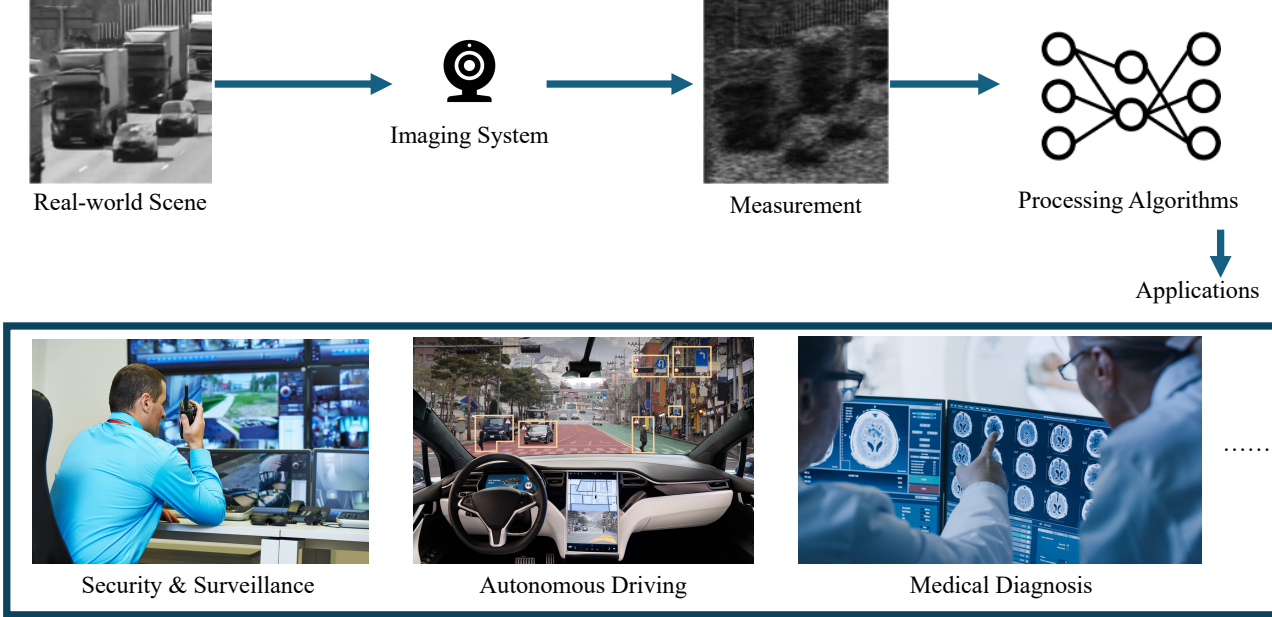 Real-world Scene
Imaging System
Measurement
Processing Algorithms
Applications
Security & Surveillance
Autonomous Driving
Medical Diagnosis
.......